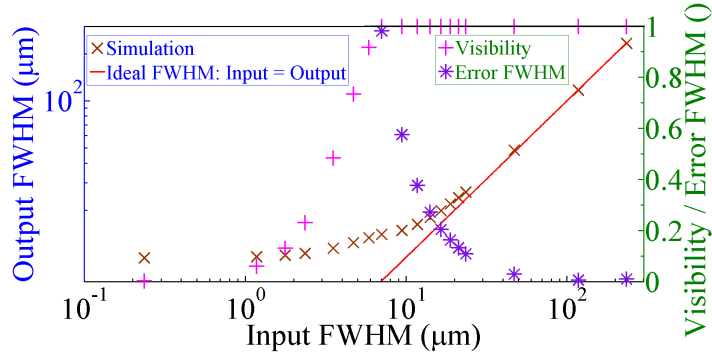 Output FWHM (μm)
10²
Simulation
Ideal FWHM: Input = Output
Visibility
Error FWHM
1
0.8
0.6
0.4
0.2
0
Visibility / Error FWHM ()
10⁻¹
10⁰
10¹
10²
Input FWHM (μm)